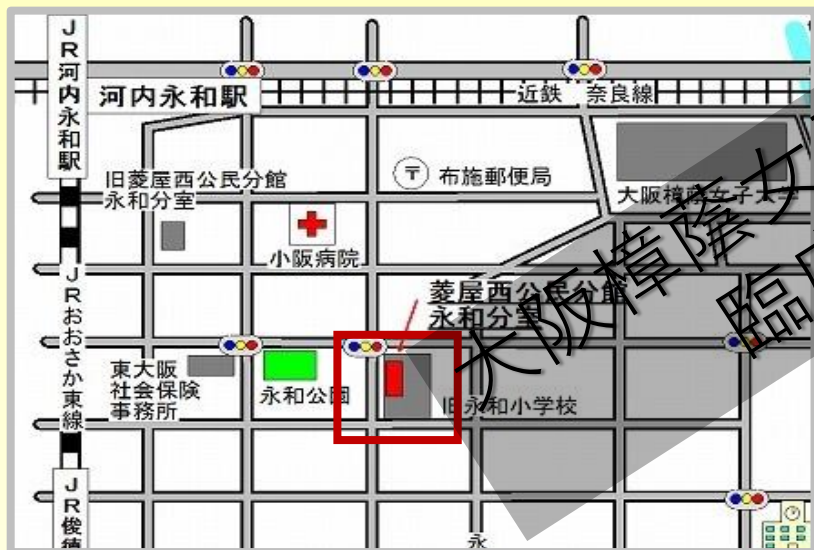 JR河内永和駅
河内永和駅
近鉄 奈良線
旧菱屋西公民分館
永和分室
〒 布施郵便局
大阪樟蔭女子大学
小阪病院
大阪樟蔭女
臨
菱屋西公民分館
永和分室
JRおおさか東線
東大阪
社会保険
事務所
永和公園
旧永和小学校
JR俊徳
永